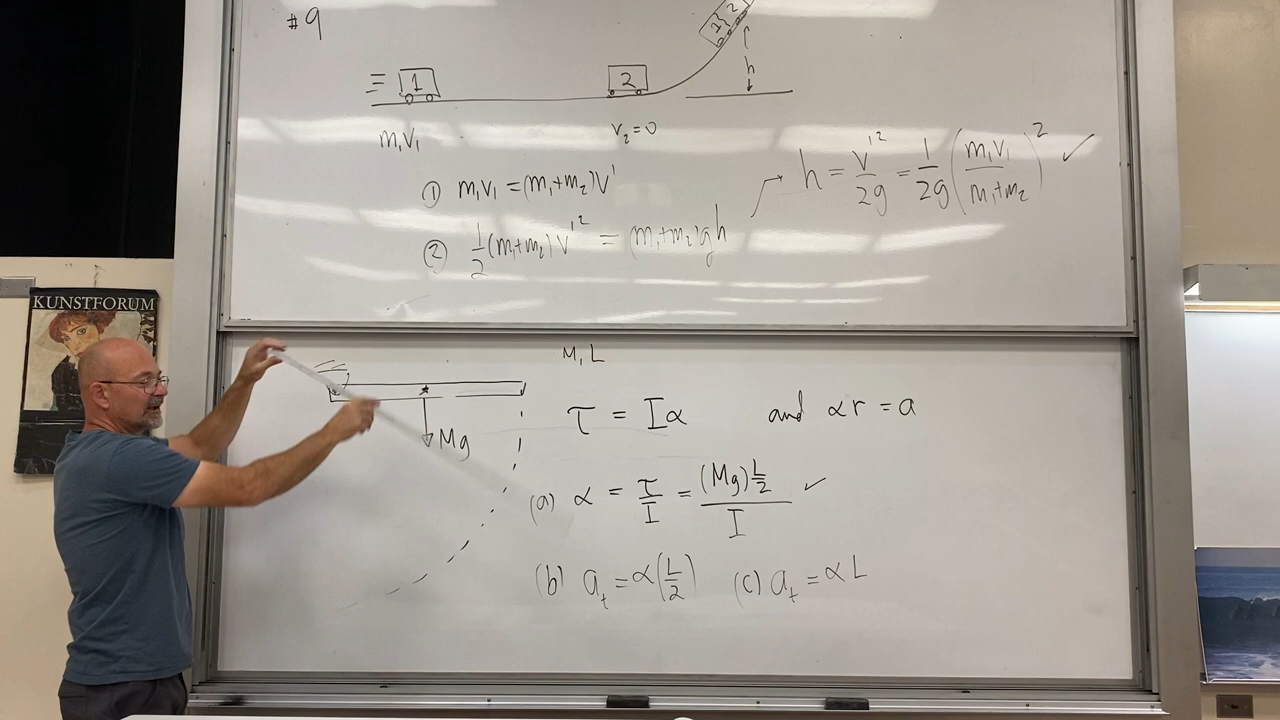 #9
1 2
h
1
2
m₁v₁
v₂=0
① m₁v₁ = (m₁+m₂)v'
② ½(m₁+m₂)v'² = (m₁+m₂)gh
h = v'²/2g = 1/2g (m₁v₁/m₁+m₂)² ✓
KUNSTFORUM
M, L
Mg
τ = Iα and αr = a
(a) α = τ/I = (Mg)L/2/I ✓
(b) aₜ = α(L/2) (c) aₜ = αL